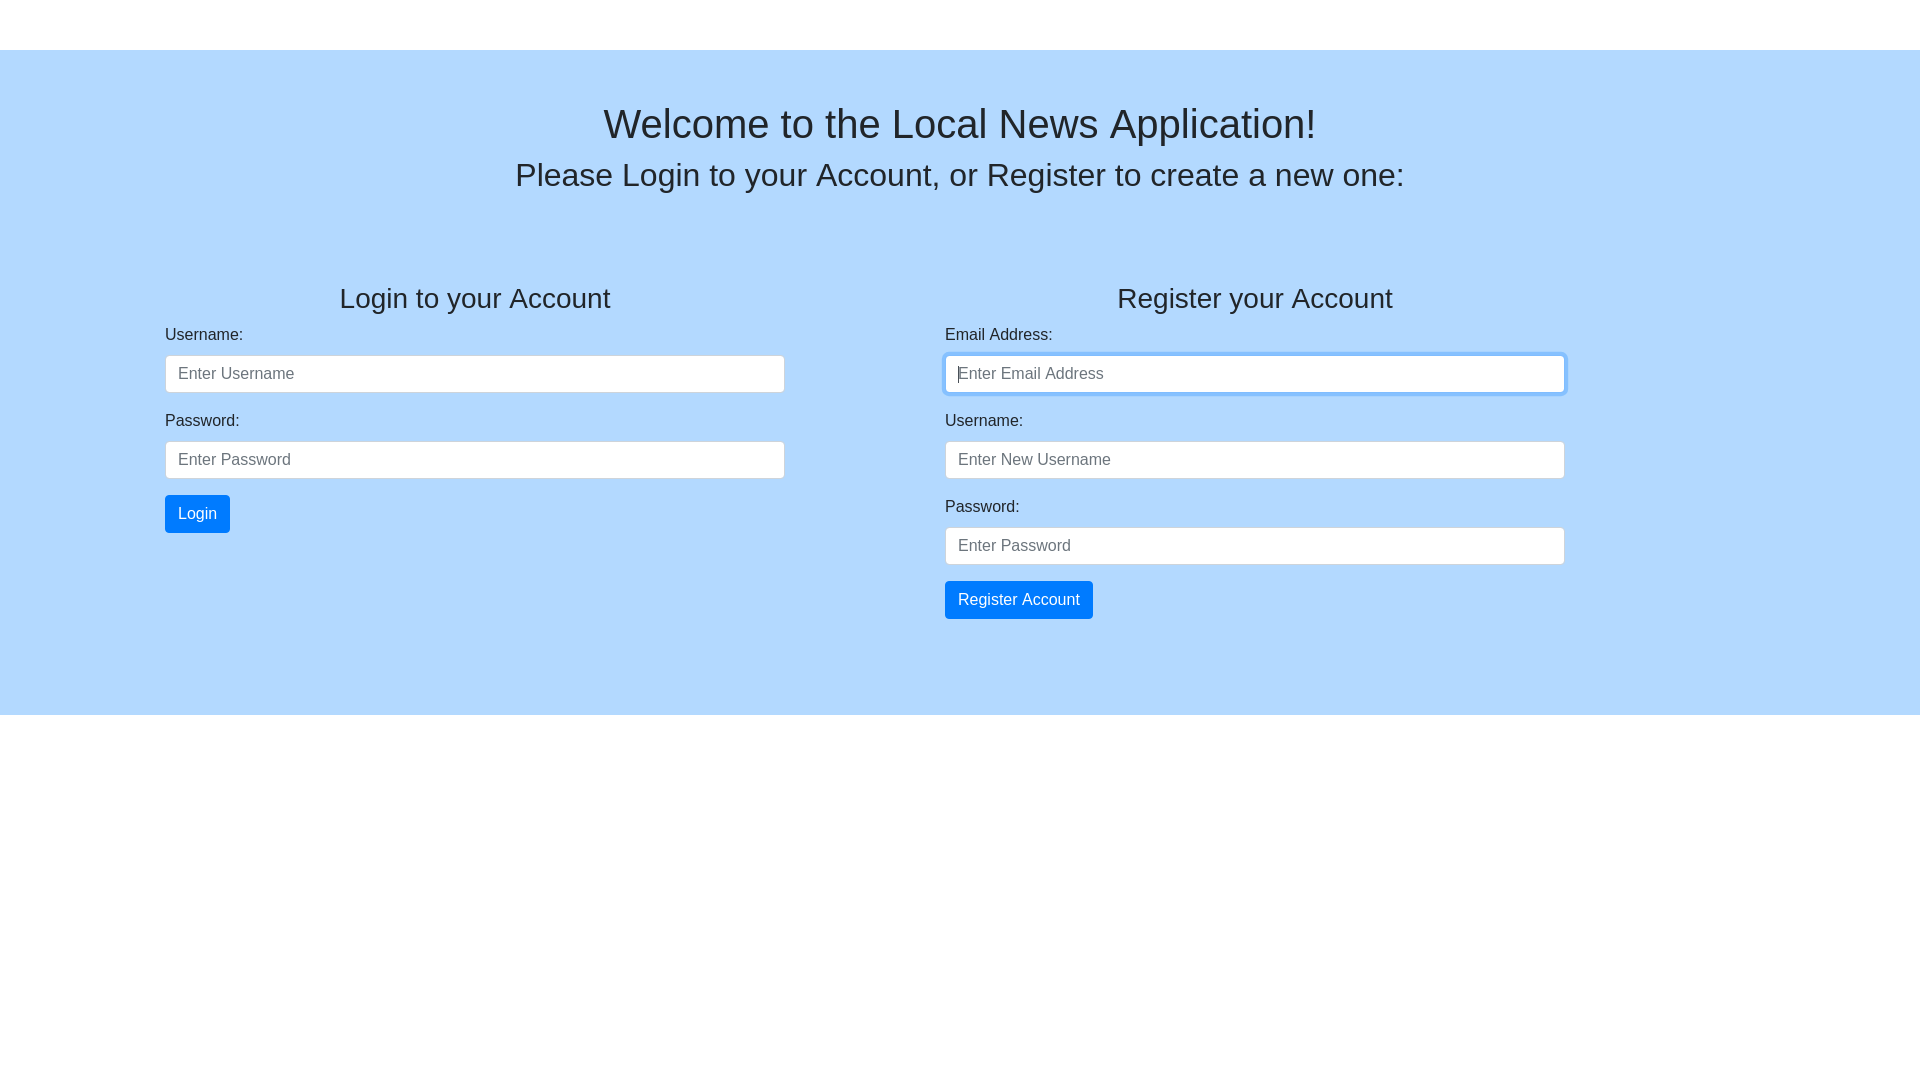 Welcome to the Local News Application!
Please Login to your Account, or Register to create a new one:
Login to your Account
Username:
Enter Username
Password:
Enter Password
Login
Register your Account
Email Address:
Enter Email Address
Username:
Enter New Username
Password:
Enter Password
Register Account